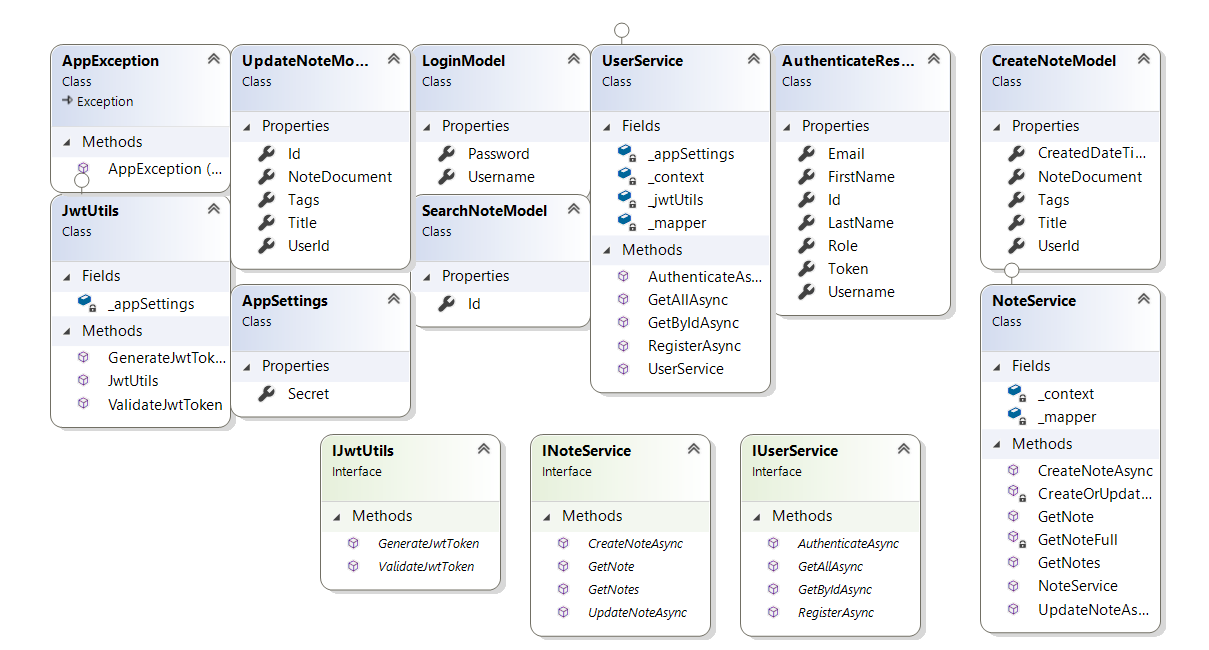 AppException
Class
Exception
Methods
AppException (...
JwtUtils
Class
Fields
_appSettings
Methods
GenerateJwtTok...
JwtUtils
ValidateJwtToken
UpdateNoteMo...
Class
Properties
Id
NoteDocument
Tags
Title
UserId
AppSettings
Class
Properties
Secret
LoginModel
Class
Properties
Password
Username
SearchNoteModel
Class
Properties
Id
UserService
Class
Fields
_appSettings
_context
_jwtUtils
_mapper
Methods
AuthenticateAs...
GetAllAsync
GetByIdAsync
RegisterAsync
UserService
AuthenticateRes...
Class
Properties
Email
FirstName
Id
LastName
Role
Token
Username
CreateNoteModel
Class
Properties
CreatedDateTi...
NoteDocument
Tags
Title
UserId
NoteService
Class
Fields
_context
_mapper
Methods
CreateNoteAsync
CreateOrUpdat...
GetNote
GetNoteFull
GetNotes
NoteService
UpdateNoteAs...
IJwtUtils
Interface
Methods
GenerateJwtToken
ValidateJwtToken
INoteService
Interface
Methods
CreateNoteAsync
GetNote
GetNotes
UpdateNoteAsync
IUserService
Interface
Methods
AuthenticateAsync
GetAllAsync
GetByIdAsync
RegisterAsync